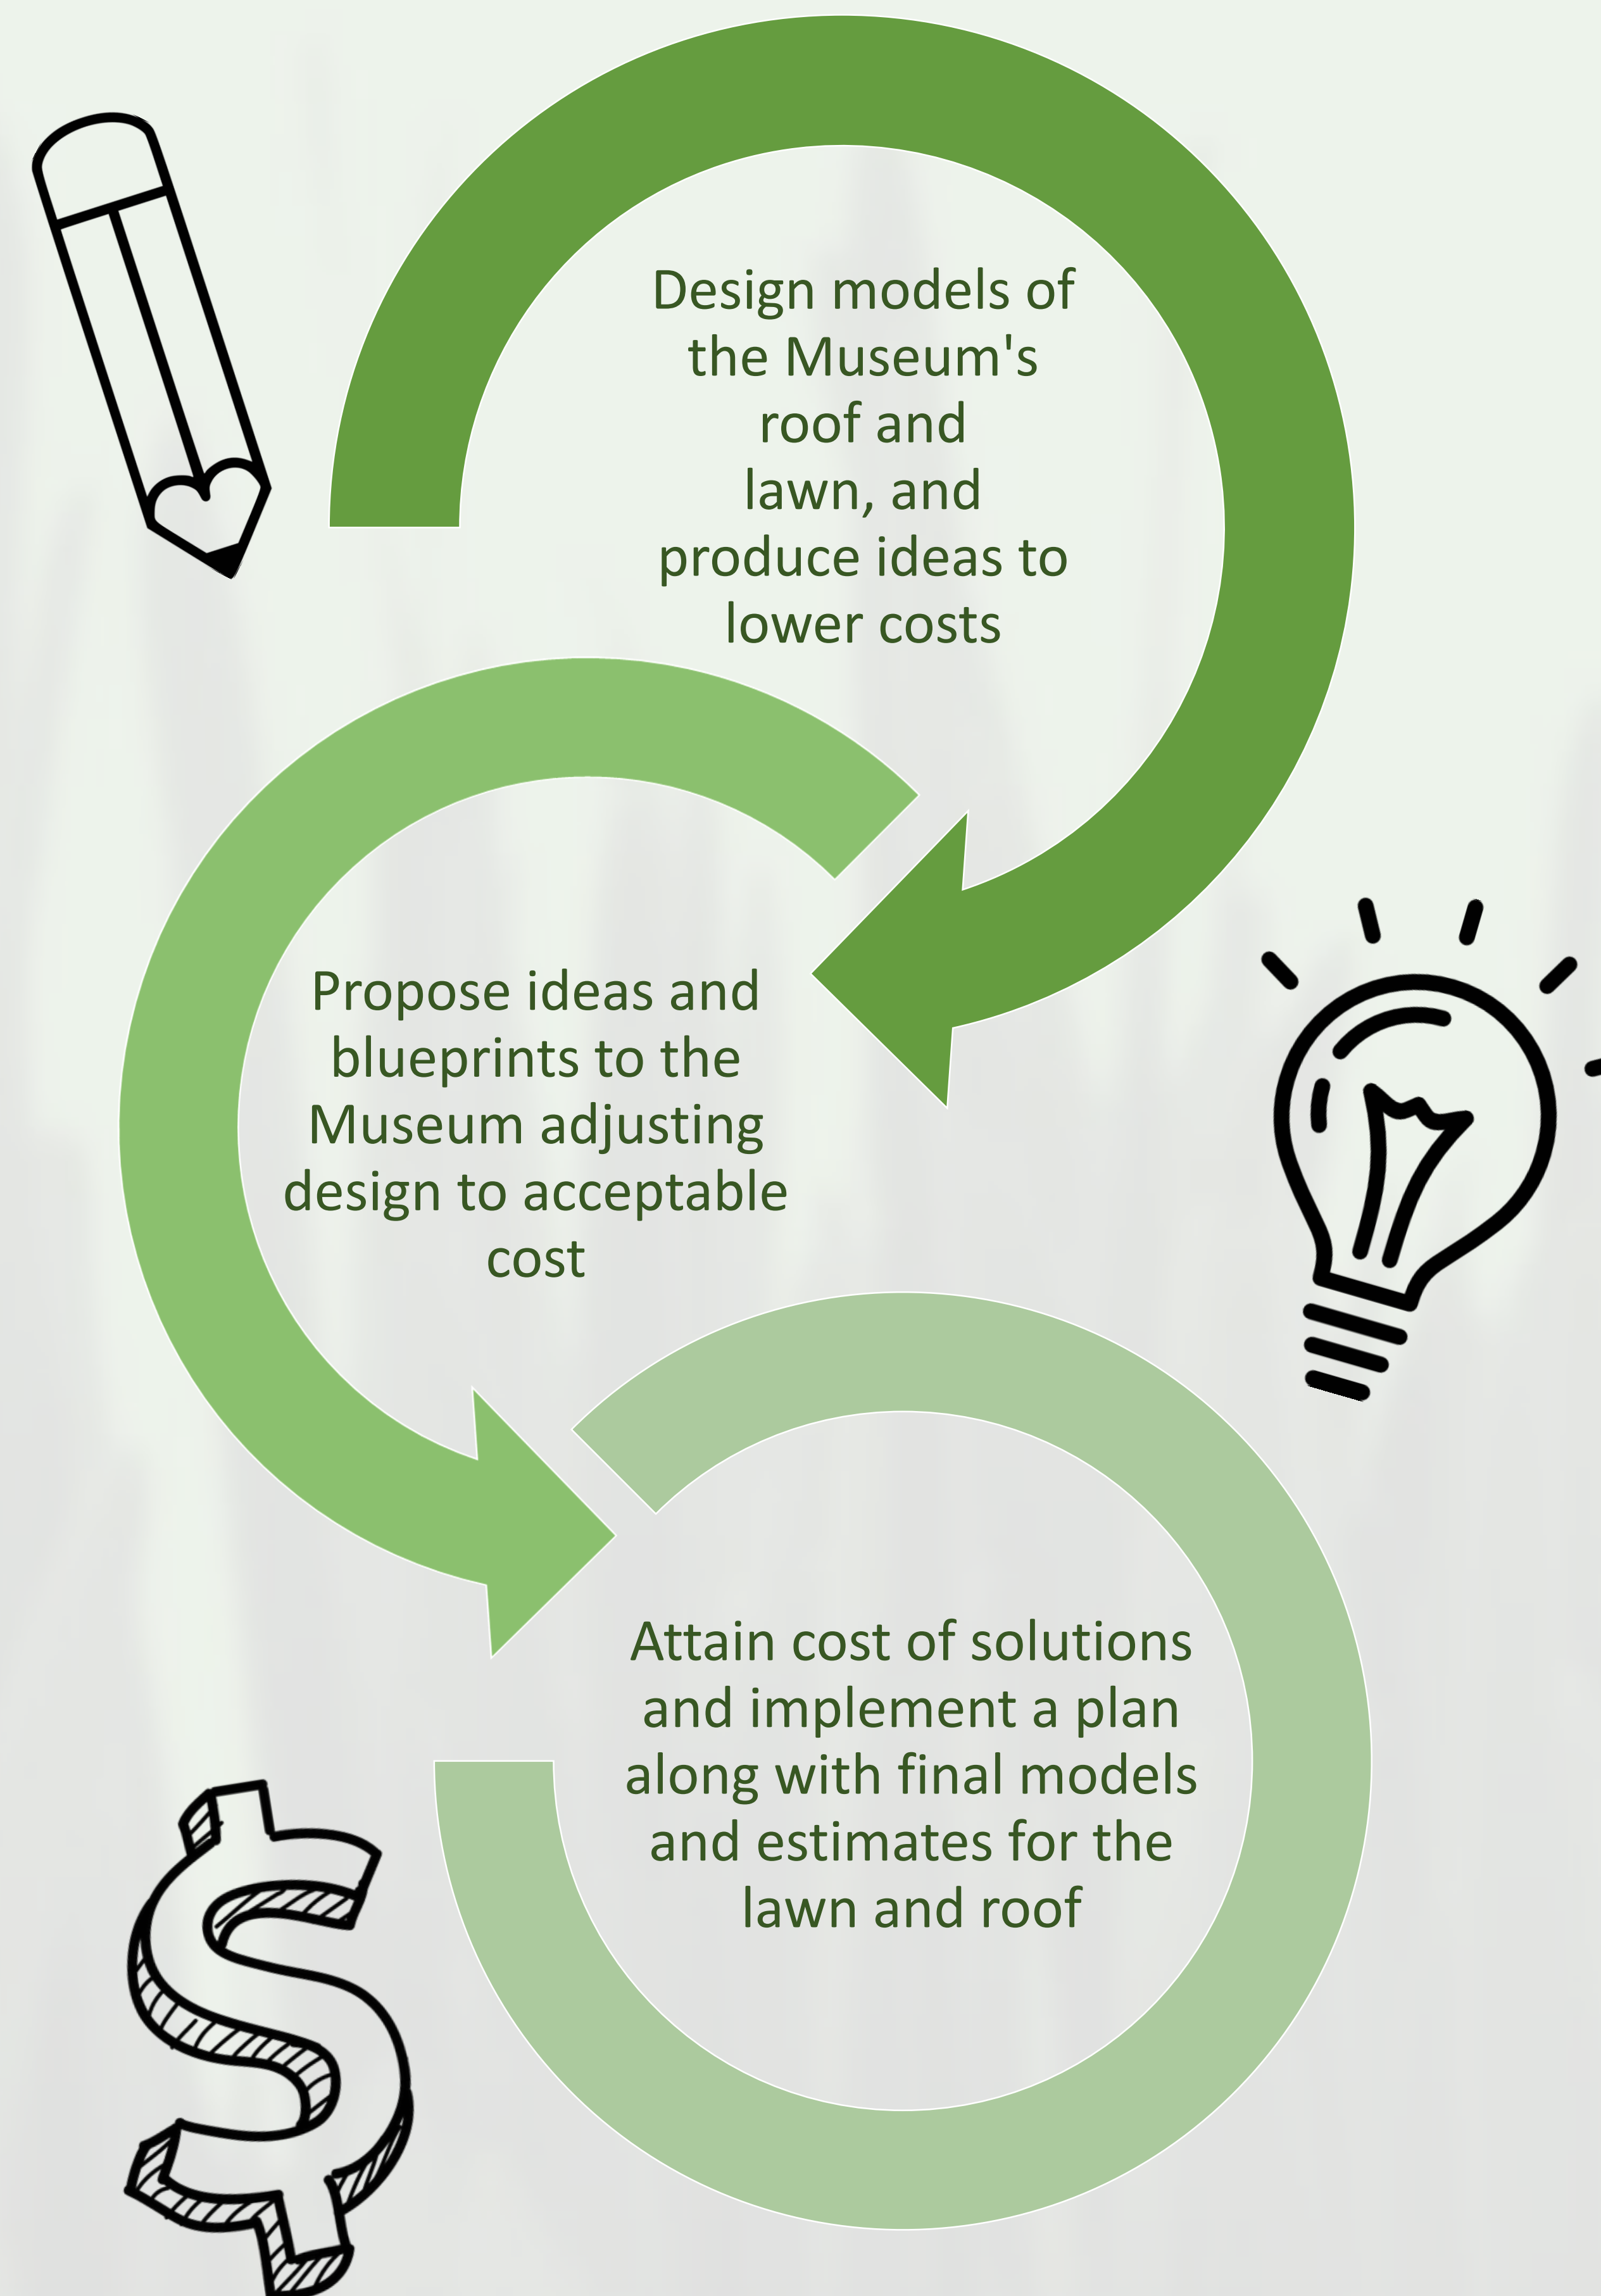 Design models of
the Museum's
roof and
lawn, and
produce ideas to
lower costs
Propose ideas and
blueprints to the
Museum adjusting
design to acceptable
cost
Attain cost of solutions
and implement a plan
along with final models
and estimates for the
lawn and roof